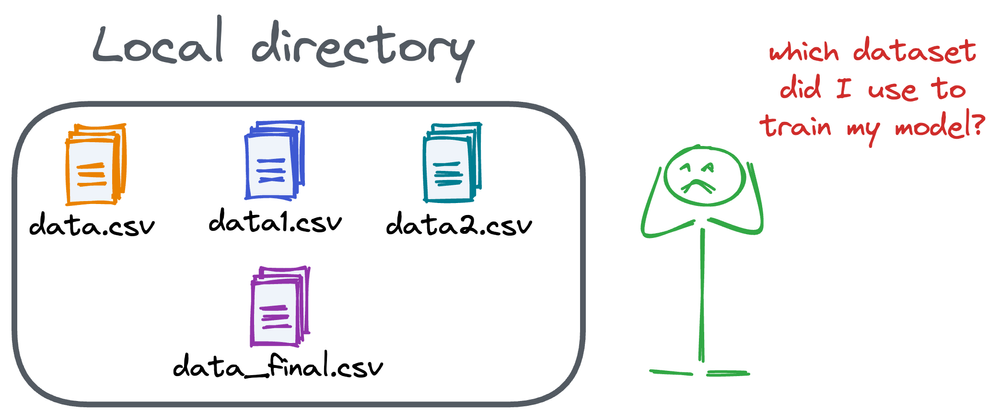 Local directory
which dataset
did I use to
train my model?
data.csv
data1.csv
data2.csv
data_final.csv